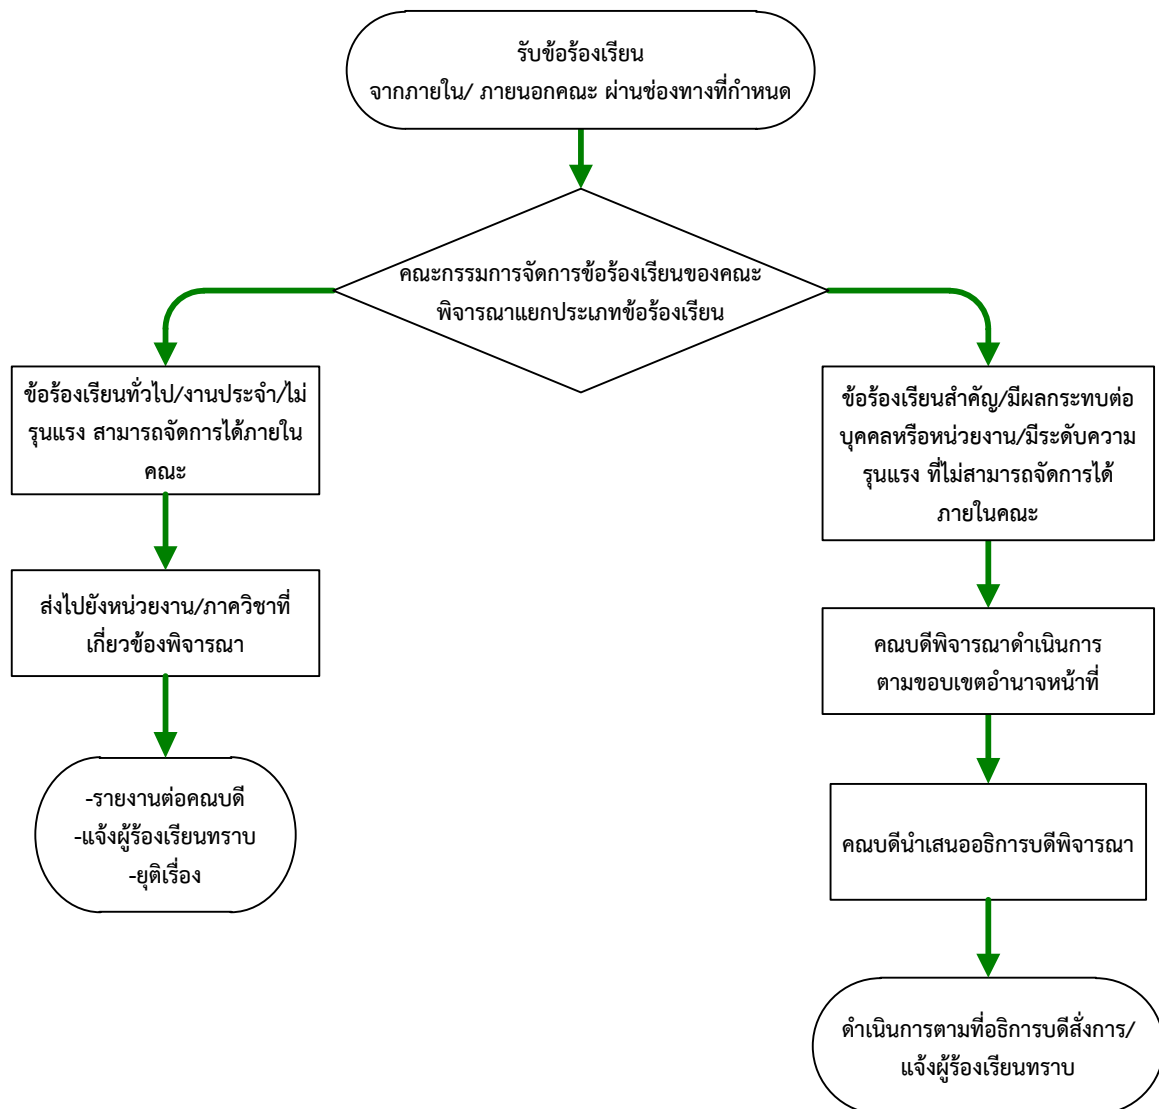 รับข้อร้องเรียน
จากภายใน/ ภายนอกคณะ ผ่านช่องทางที่กำหนด
คณะกรรมการจัดการข้อร้องเรียนของคณะ
พิจารณาแยกประเภทข้อร้องเรียน
ข้อร้องเรียนทั่วไป/งานประจำ/ไม่
รุนแรง สามารถจัดการได้ภายใน
คณะ
ส่งไปยังหน่วยงาน/ภาควิชาที่
เกี่ยวข้องพิจารณา
-รายงานต่อคณบดี
-แจ้งผู้ร้องเรียนทราบ
-ยุติเรื่อง
ข้อร้องเรียนสำคัญ/มีผลกระทบต่อ
บุคคลหรือหน่วยงาน/มีระดับความ
รุนแรง ที่ไม่สามารถจัดการได้
ภายในคณะ
คณบดีพิจารณาดำเนินการ
ตามขอบเขตอำนาจหน้าที่
คณบดีนำเสนออธิการบดีพิจารณา
ดำเนินการตามที่อธิการบดีสั่งการ/
แจ้งผู้ร้องเรียนทราบ